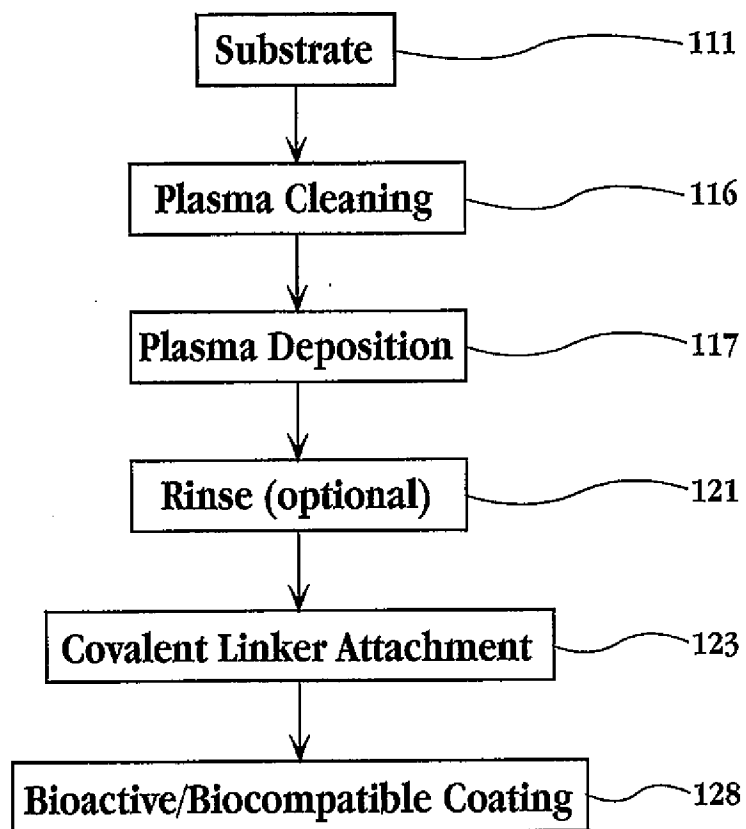 Substrate 111
Plasma Cleaning 116
Plasma Deposition 117
Rinse (optional) 121
Covalent Linker Attachment 123
Bioactive/Biocompatible Coating 128